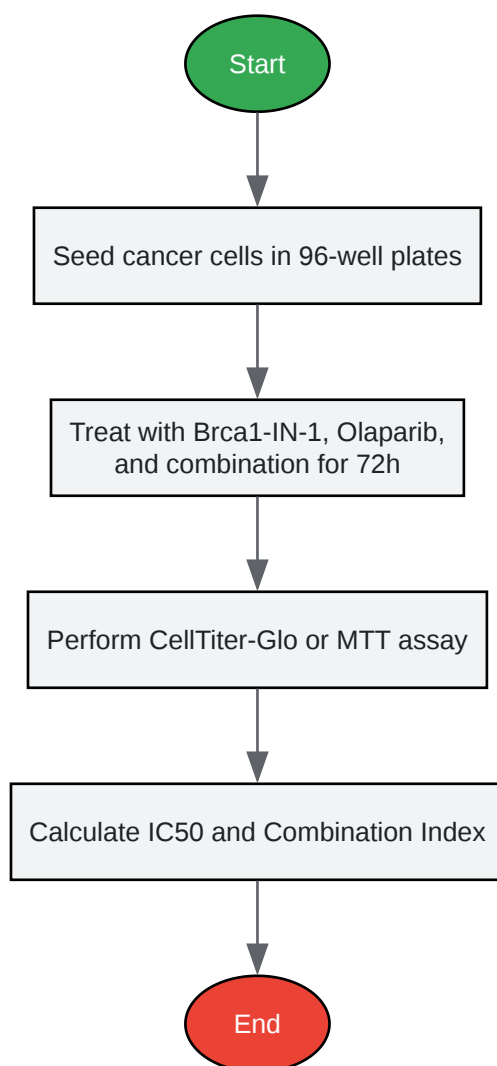 Start
Seed cancer cells in 96-well plates
Treat with Brca1-IN-1, Olaparib,
and combination for 72h
Perform CellTiter-Glo or MTT assay
Calculate IC50 and Combination Index
End